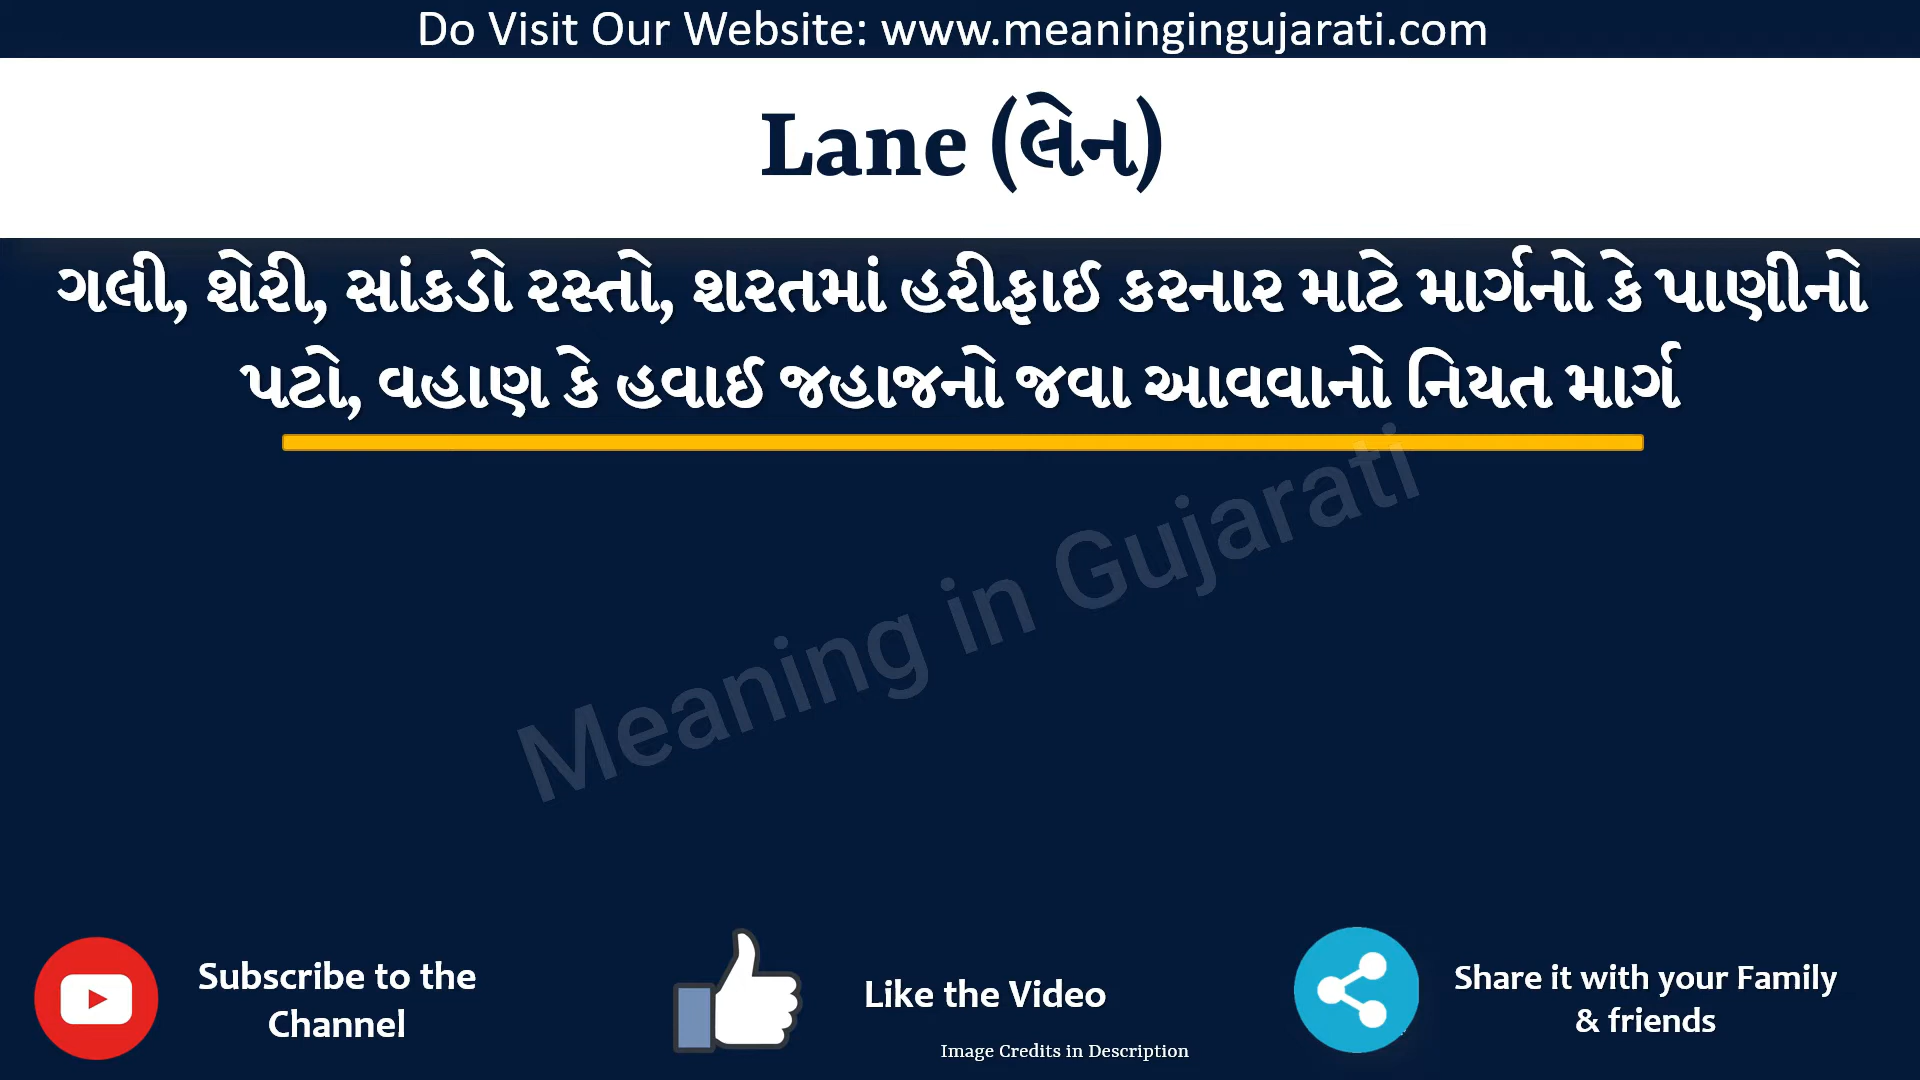 Do Visit Our Website: www.meaningingujarati.com
Lane (લેન)
ગલી, શેરી, સાંકડો રસ્તો, શરતમાં હરીફાઈ કરનાર માટે માર્ગનો કે પાણીનો
પટો, વહાણ કે હવાઈ જહાજનો જવા આવવાનો નિયત માર્ગ
Meaning in Gujarati
Subscribe to the
Channel
Like the Video
Share it with your Family
& friends
Image Credits in Description